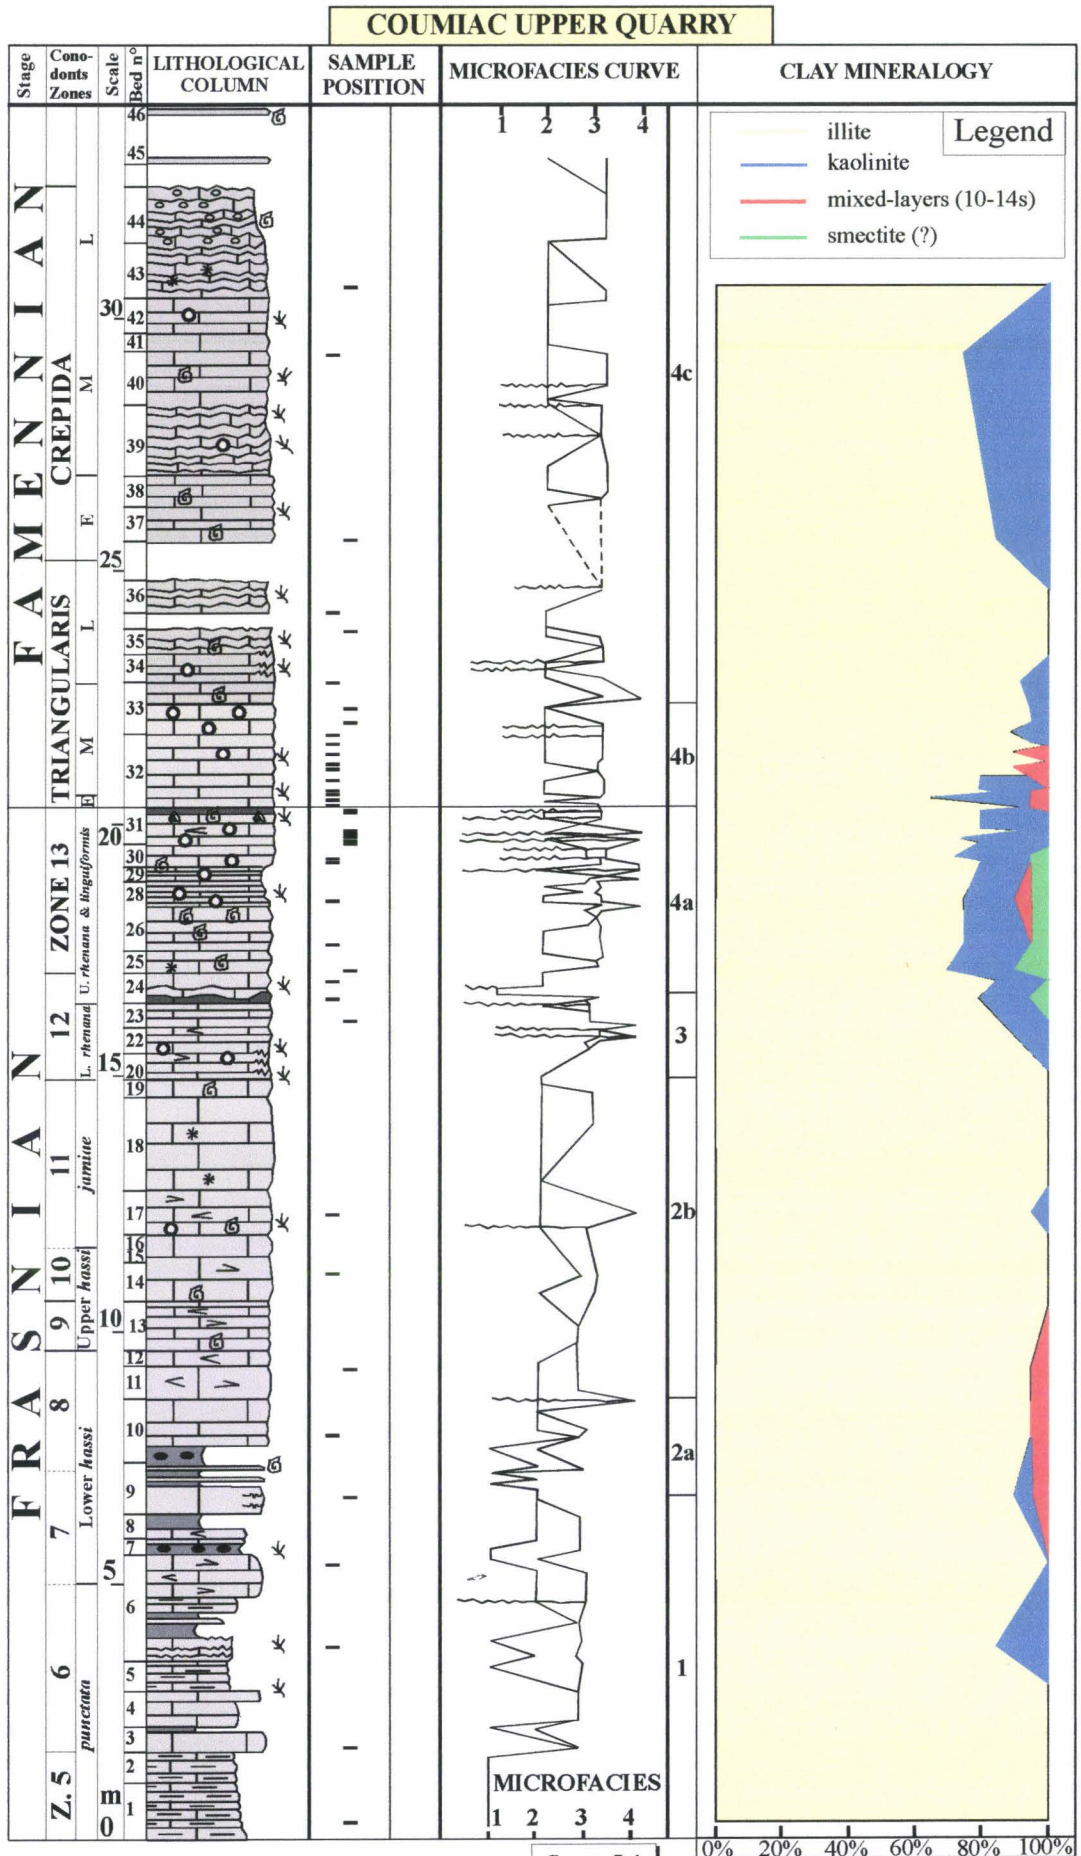 COUMIAC UPPER QUARRY
Stage
Cono-
donts
Zones
Scale
Bed n°
LITHOLOGICAL
COLUMN
SAMPLE
POSITION
MICROFACIES CURVE
CLAY MINERALOGY
1 2 3 4
Legend
illite
kaolinite
mixed-layers (10-14s)
smectite (?)
FAMENNIAN
FRASNIAN
CREPIDA
L
M
E
TRIANGULARIS
L
M
E
ZONE 13
U. rhenana & linguiformis
12
L. rhenana
11
jamiae
10
9
Upper hassi
8
7
Lower hassi
6
punctata
Z. 5
30
25
20
15
10
5
m
0
46
45
44
43
42
41
40
39
38
37
36
35
34
33
32
31
30
29
28
26
25
24
23
22
20
19
18
17
16
15
14
13
12
11
10
9
8
7
6
5
4
3
2
1
4c
4b
4a
3
2b
2a
1
MICROFACIES
1 2 3 4
0% 20% 40% 60% 80% 100%